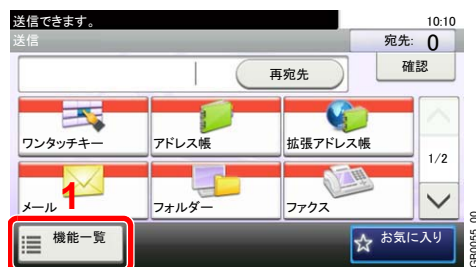 送信できます。 10:10
送信 宛先: 0
再宛先 確認
ワンタッチキー アドレス帳 拡張アドレス帳
1/2
メール フォルダー ファクス
1
機能一覧 お気に入り
GB0055_00